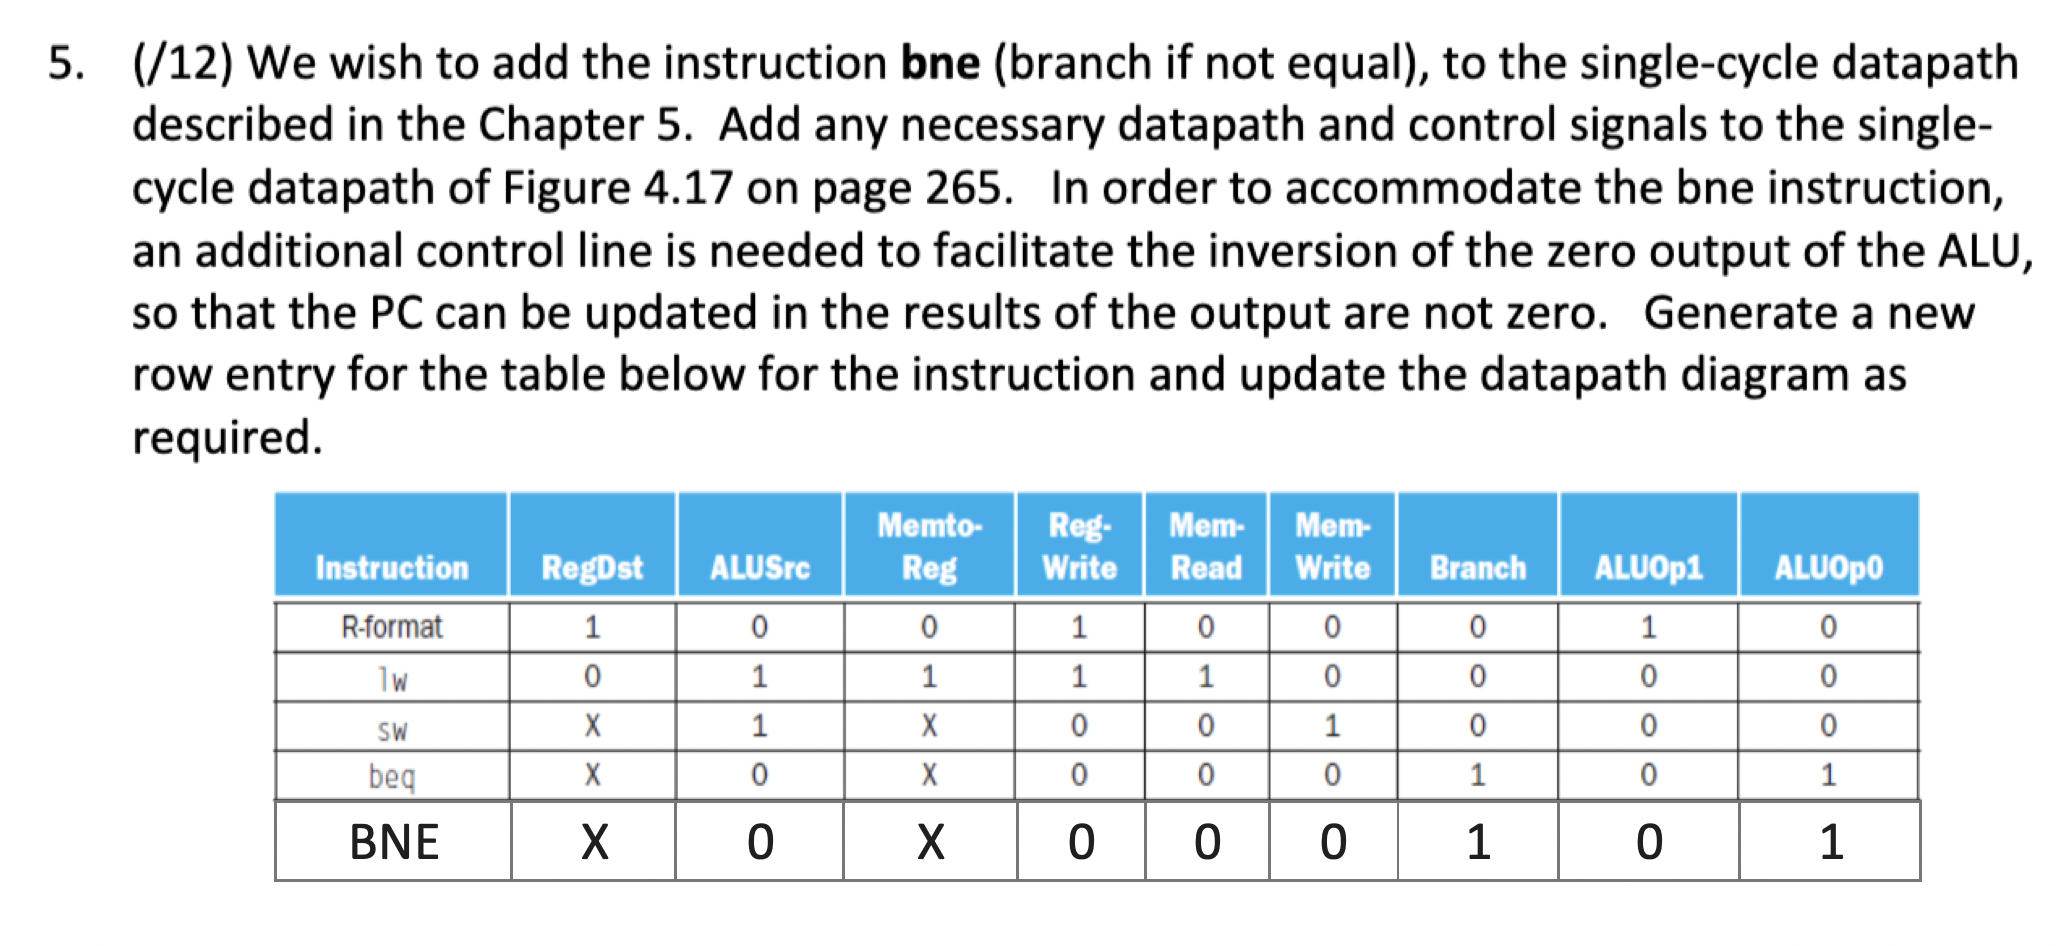 5. (/12) We wish to add the instruction bne (branch if not equal), to the single-cycle datapath
described in the Chapter 5. Add any necessary datapath and control signals to the single-
cycle datapath of Figure 4.17 on page 265. In order to accommodate the bne instruction,
an additional control line is needed to facilitate the inversion of the zero output of the ALU,
so that the PC can be updated in the results of the output are not zero. Generate a new
row entry for the table below for the instruction and update the datapath diagram as
required.
Instruction RegDst ALUSrc Memto-Reg Reg-Write Mem-Read Mem-Write Branch ALUOp1 ALUOp0
R-format 1 0 0 1 0 0 0 1 0
lw 0 1 1 1 1 0 0 0 0
sw X 1 X 0 0 1 0 0 0
beq X 0 X 0 0 0 1 0 1
BNE X 0 X 0 0 0 1 0 1